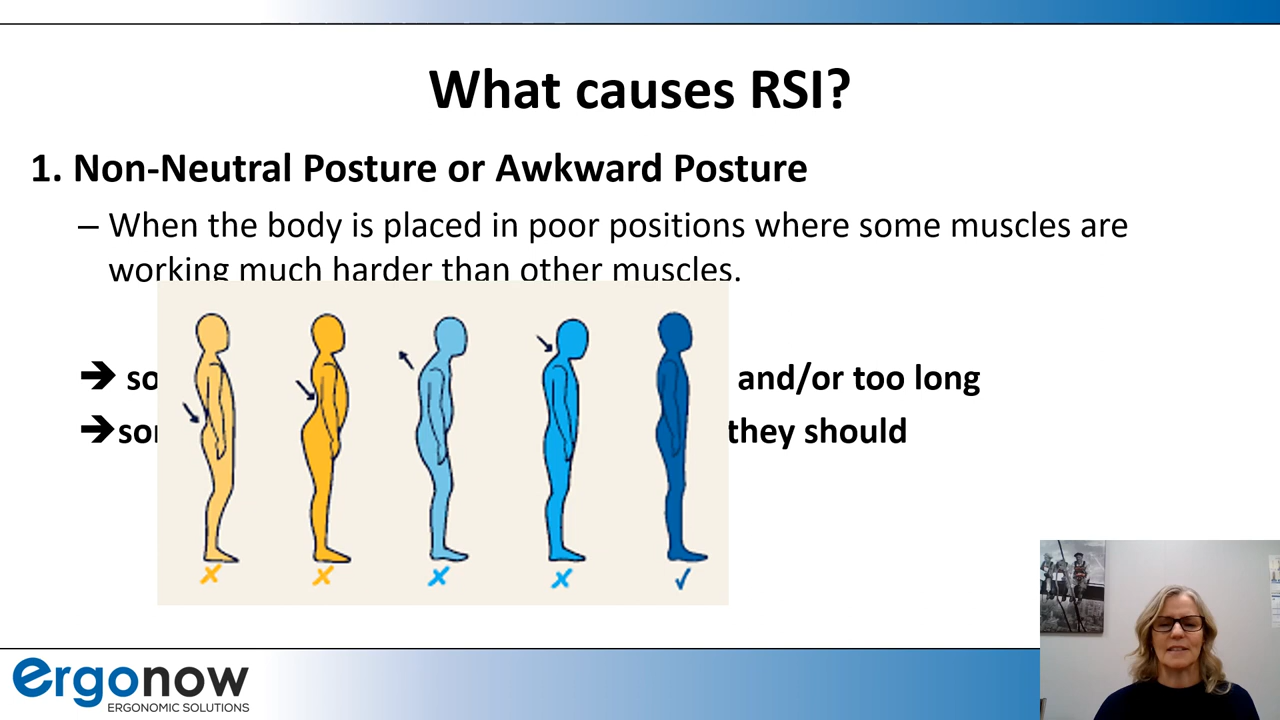 What causes RSI?
1. Non-Neutral Posture or Awkward Posture
– When the body is placed in poor positions where some muscles are
working much harder than other muscles.
➔ so and/or too long
➔so they should
ergonow
ERGONOMIC SOLUTIONS